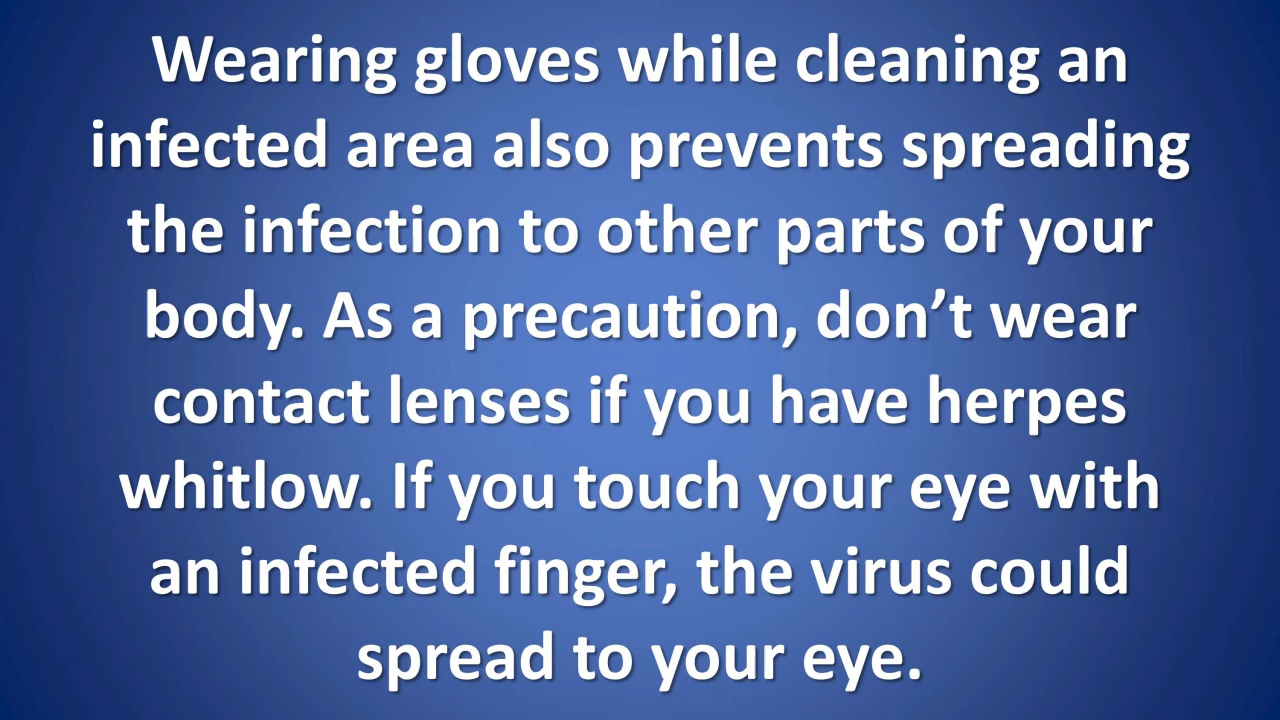 Wearing gloves while cleaning an
infected area also prevents spreading
the infection to other parts of your
body. As a precaution, don’t wear
contact lenses if you have herpes
whitlow. If you touch your eye with
an infected finger, the virus could
spread to your eye.